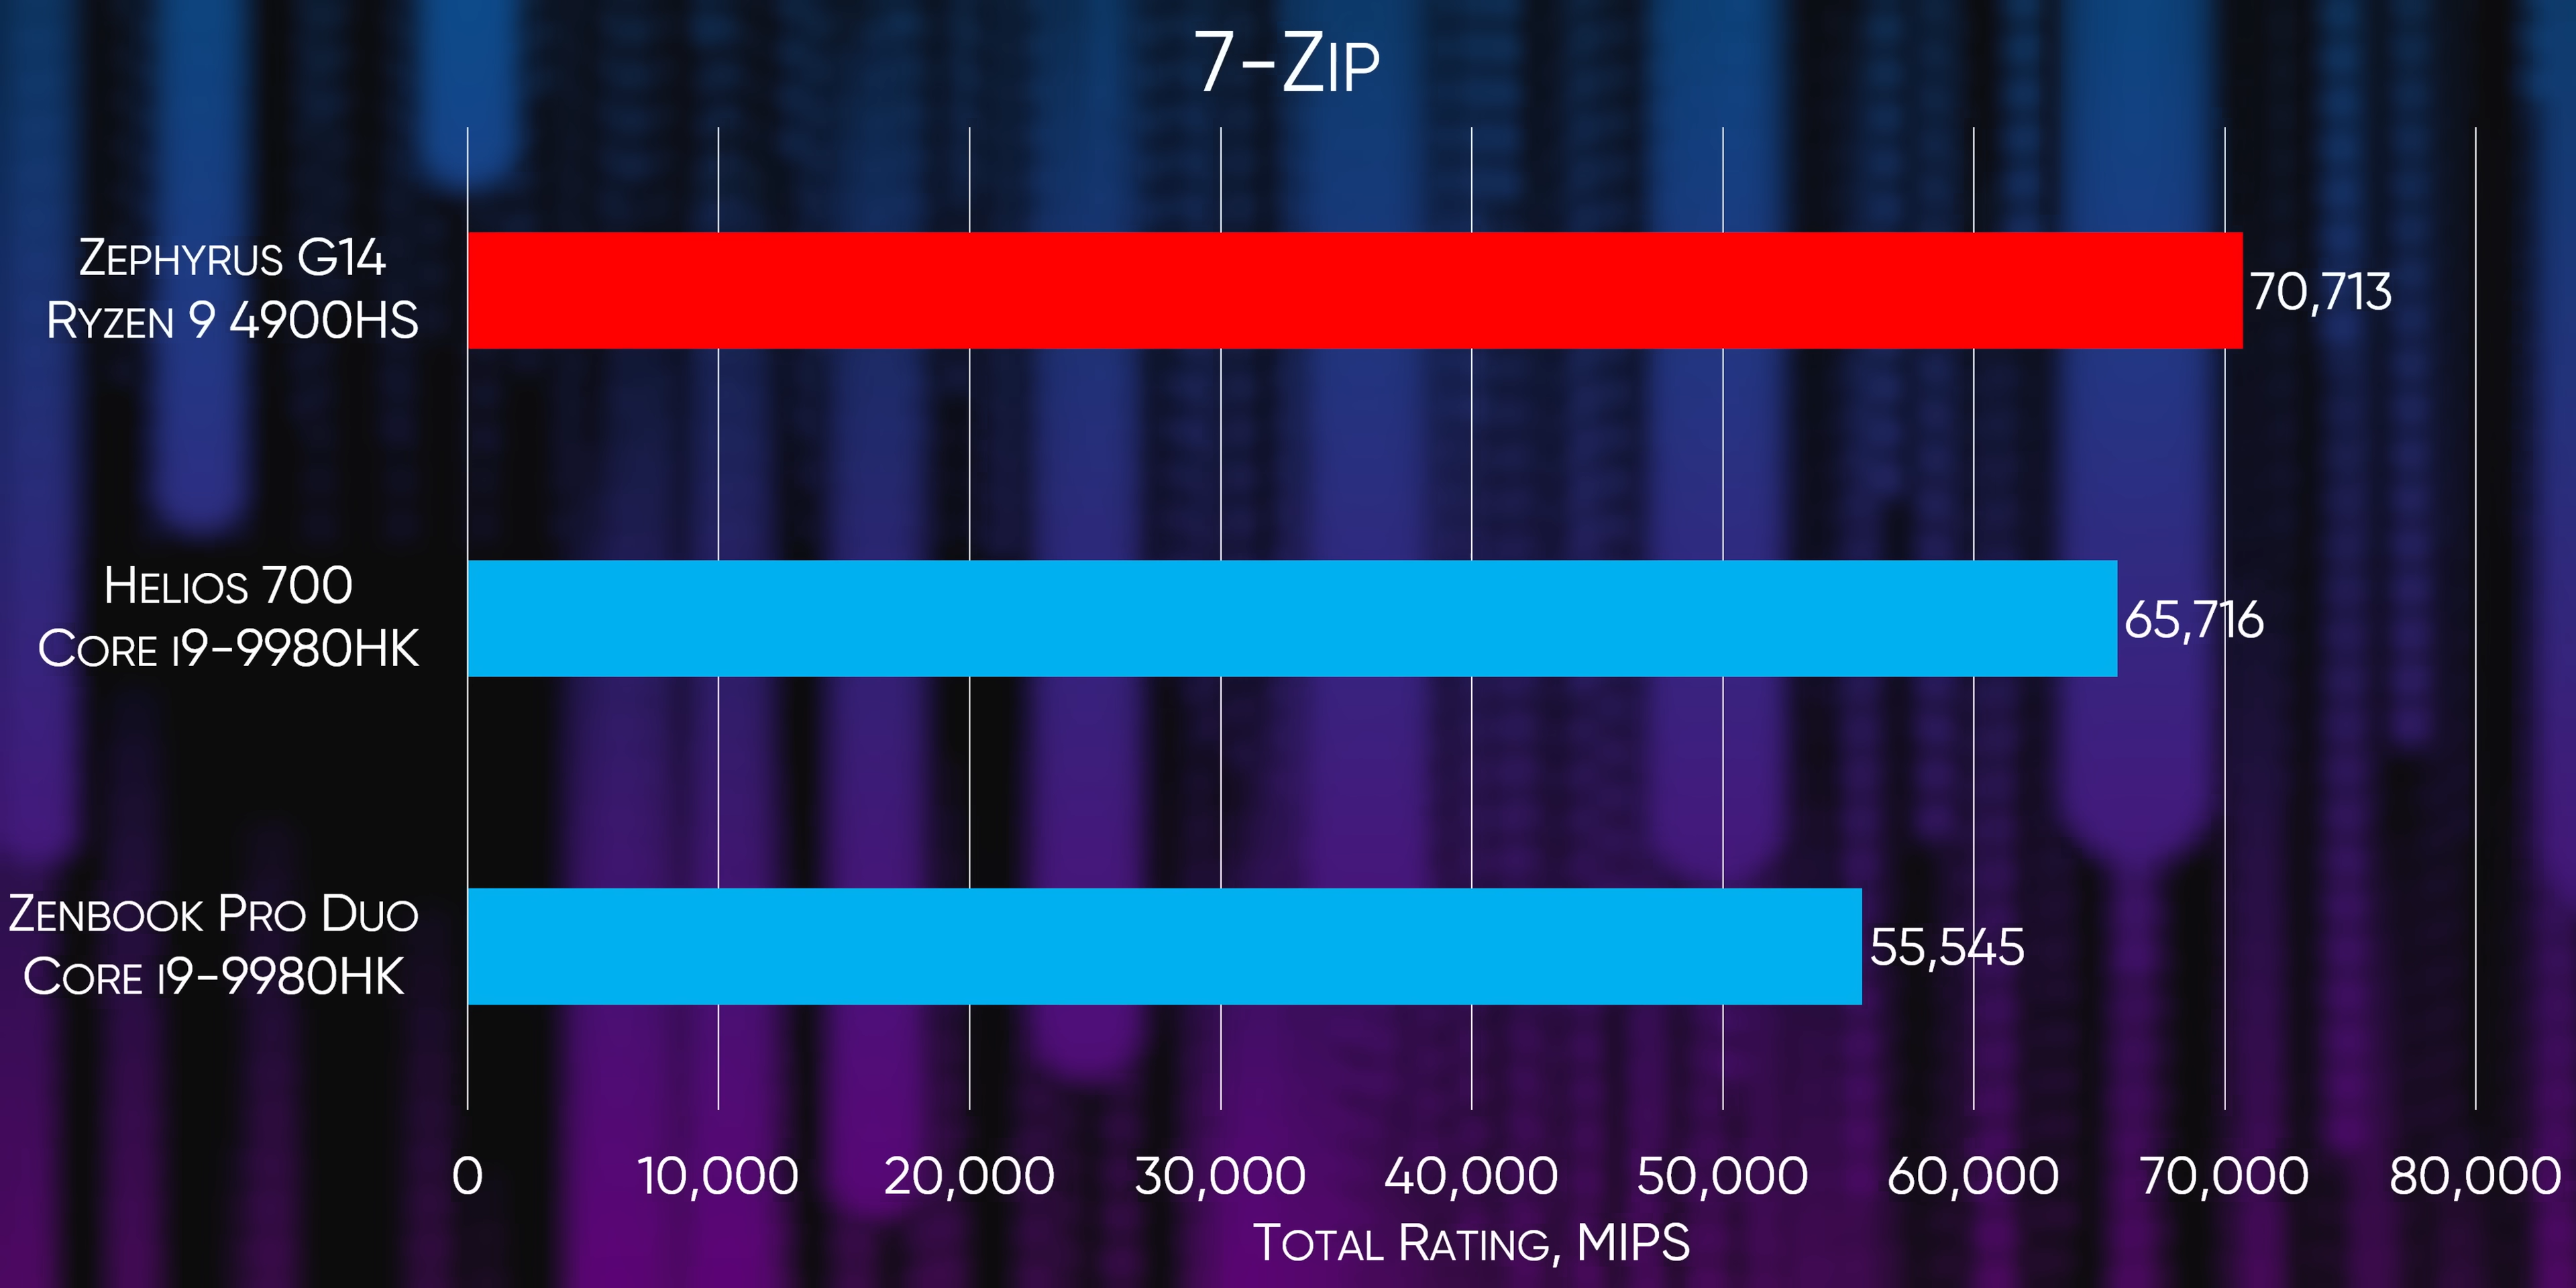 7-Zip
Zephyrus G14
Ryzen 9 4900HS
70,713
Helios 700
Core i9-9980HK
65,716
Zenbook Pro Duo
Core i9-9980HK
55,545
0 10,000 20,000 30,000 40,000 50,000 60,000 70,000 80,000
Total Rating, MIPS